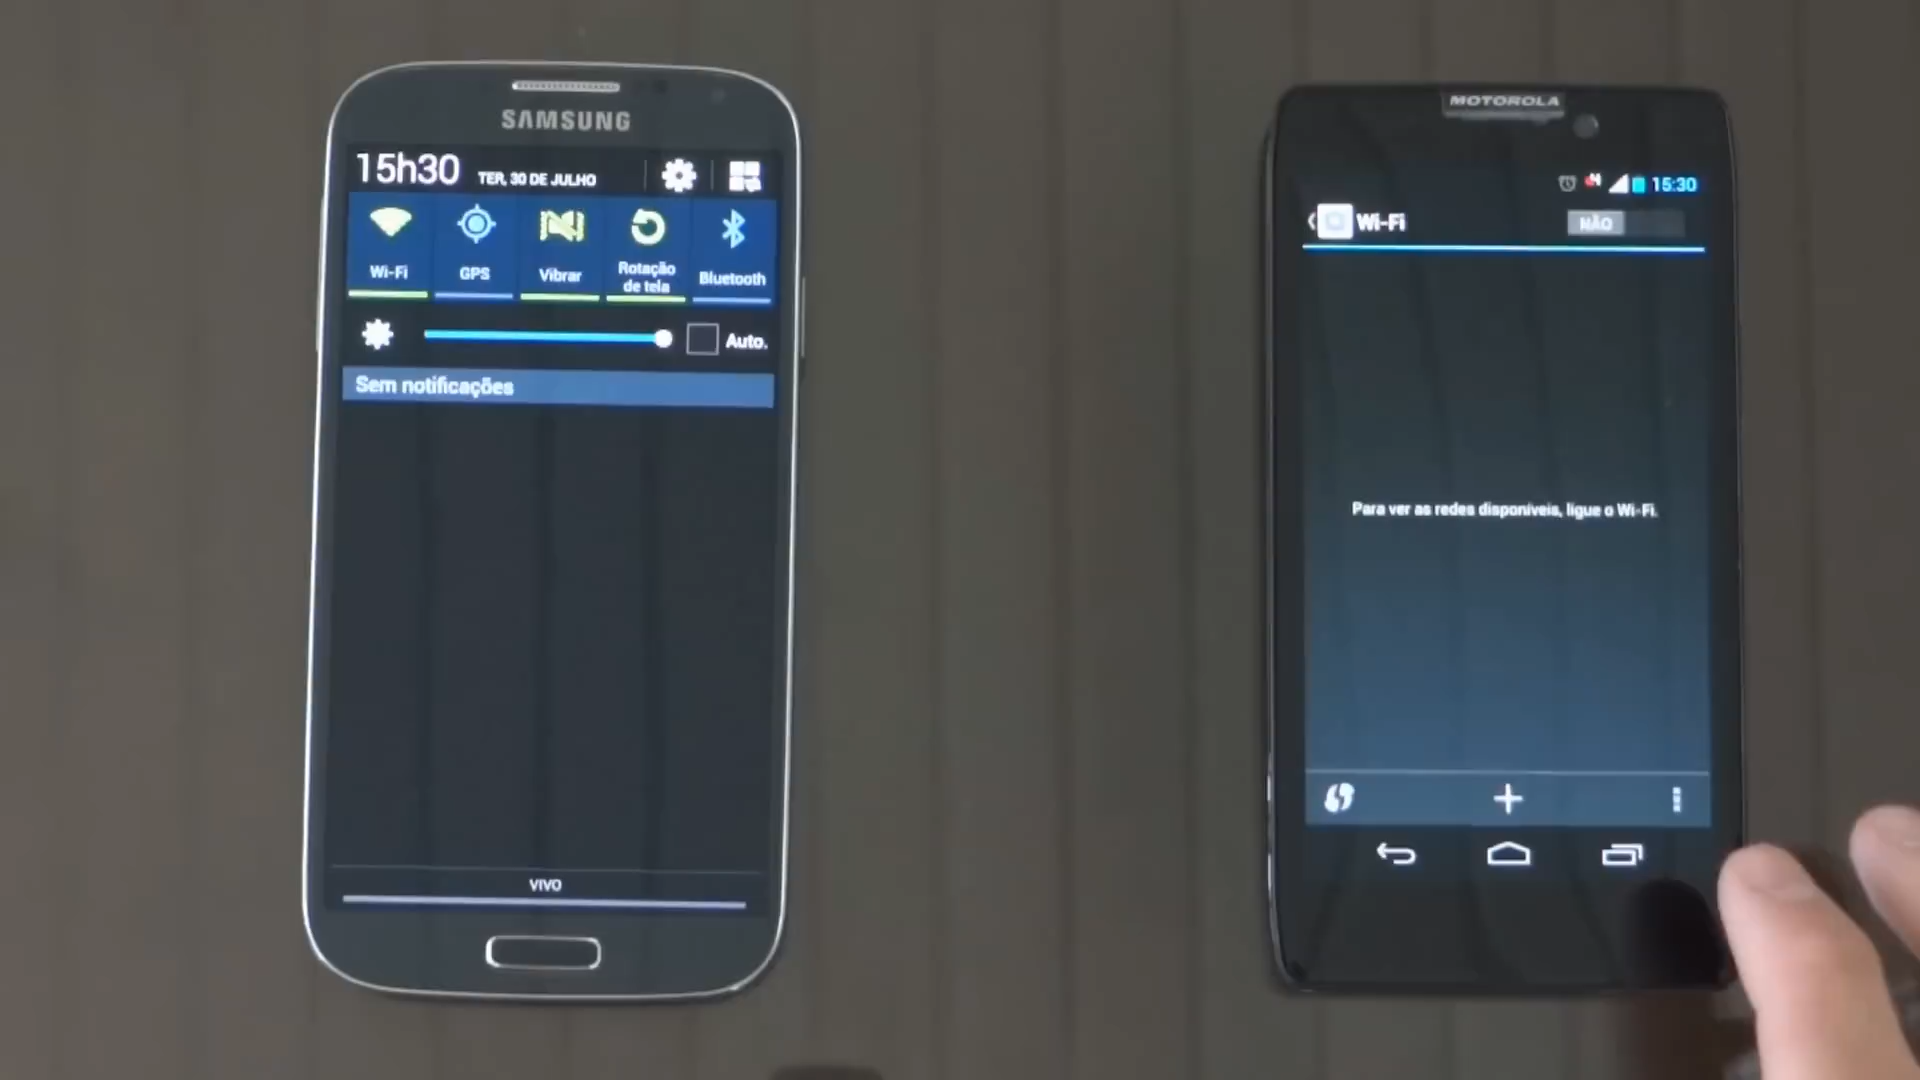 SAMSUNG
15h30 TER, 30 DE JULHO
Wi-Fi GPS Vibrar Rotação de tela Bluetooth
Auto.
Sem notificações
VIVO
MOTOROLA
15:30
Wi-Fi NÃO
Para ver as redes disponíveis, ligue o Wi-Fi.